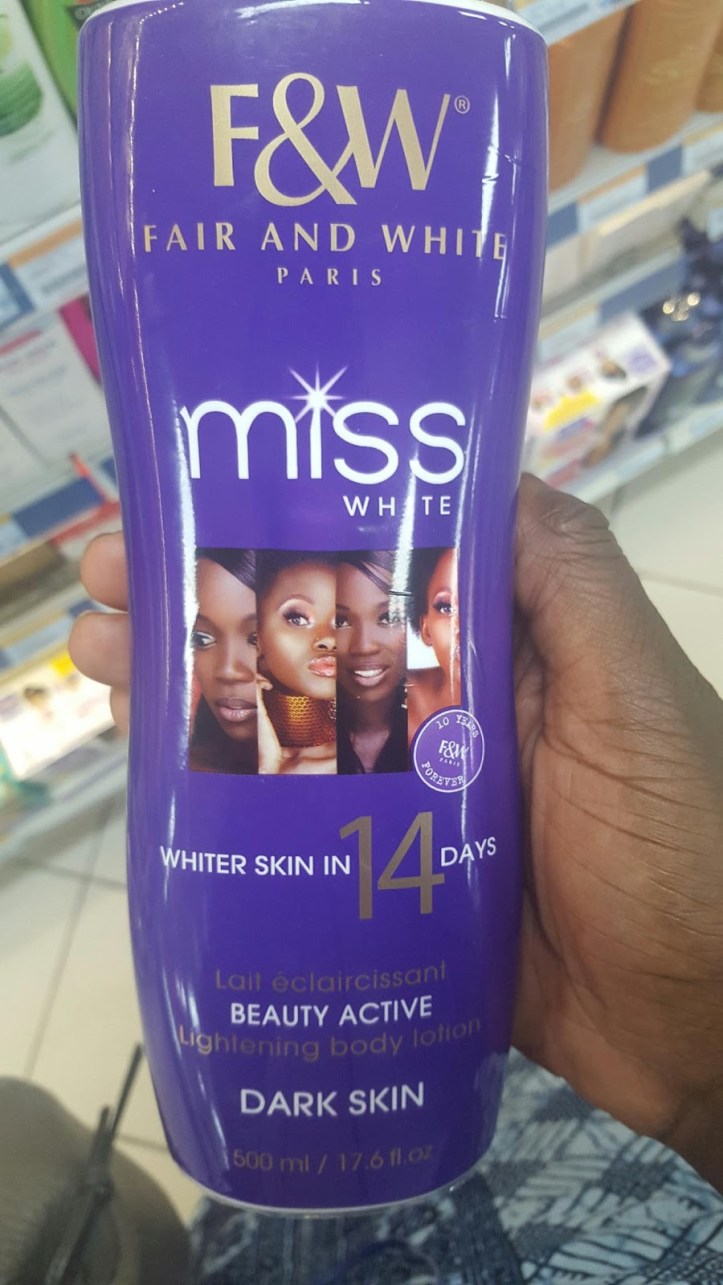 F&W®
FAIR AND WHITE
PARIS
miss
WHITE
10 YEARS
F&W
PARIS
FOREVER
WHITER SKIN IN 14 DAYS
Lait éclaircissant
BEAUTY ACTIVE
Lightening body lotion
DARK SKIN
500 ml / 17.6 fl.oz